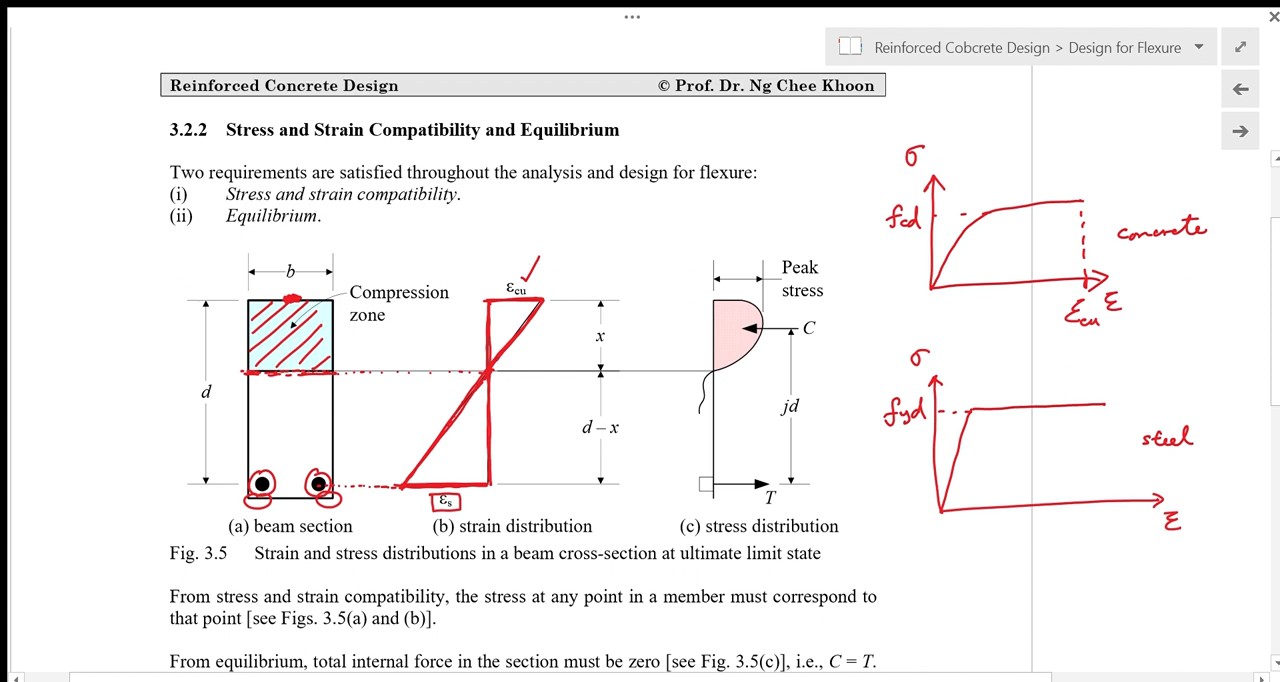 Reinforced Cobcrete Design > Design for Flexure
Reinforced Concrete Design © Prof. Dr. Ng Chee Khoon
3.2.2 Stress and Strain Compatibility and Equilibrium
Two requirements are satisfied throughout the analysis and design for flexure:
(i) Stress and strain compatibility.
(ii) Equilibrium.
b
Compression
zone
d
εcu
x
d – x
εs
Peak
stress
C
jd
T
(a) beam section
(b) strain distribution
(c) stress distribution
Fig. 3.5 Strain and stress distributions in a beam cross-section at ultimate limit state
From stress and strain compatibility, the stress at any point in a member must correspond to
that point [see Figs. 3.5(a) and (b)].
From equilibrium, total internal force in the section must be zero [see Fig. 3.5(c)], i.e., C = T.
σ
fcd
concrete
εcu
ε
σ
fyd
steel
ε